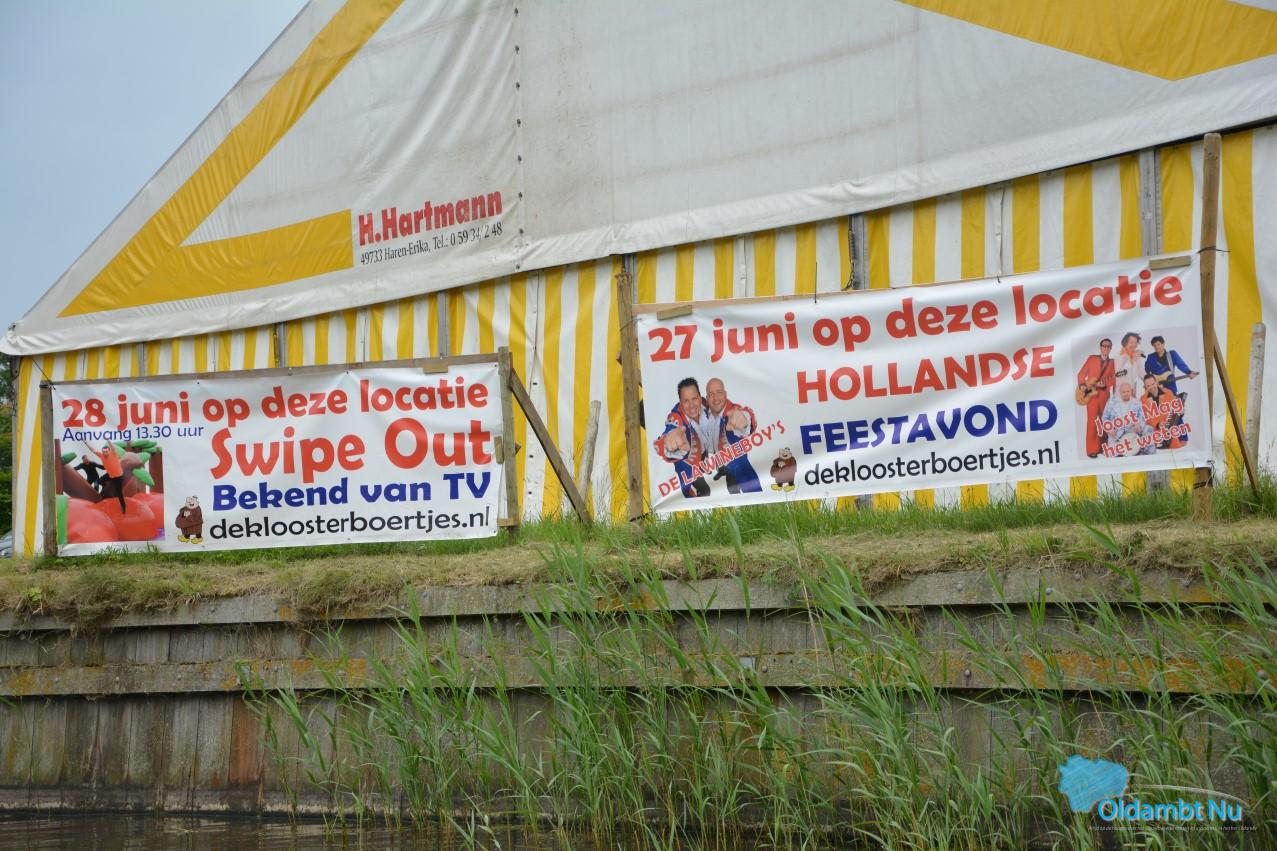 H.Hartmann
49733 Haren-Erika, Tel.: 0 59 34/2 48
28 juni op deze locatie
Aanvang 13.30 uur
Swipe Out
Bekend van TV
dekloosterboertjes.nl
27 juni op deze locatie
HOLLANDSE
FEESTAVOND
dekloosterboertjes.nl
DE LAWINEBOY'S
Joost Mag
het weten
Oldambt Nu